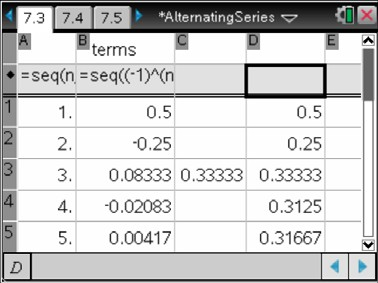 7.3 7.4 7.5 *AlternatingSeries
A B terms C D E
=seq(n, =seq((-1)^(n
1 1. 0.5 0.5
2 2. -0.25 0.25
3 3. 0.08333 0.33333 0.33333
4 4. -0.02083 0.3125
5 5. 0.00417 0.31667
D